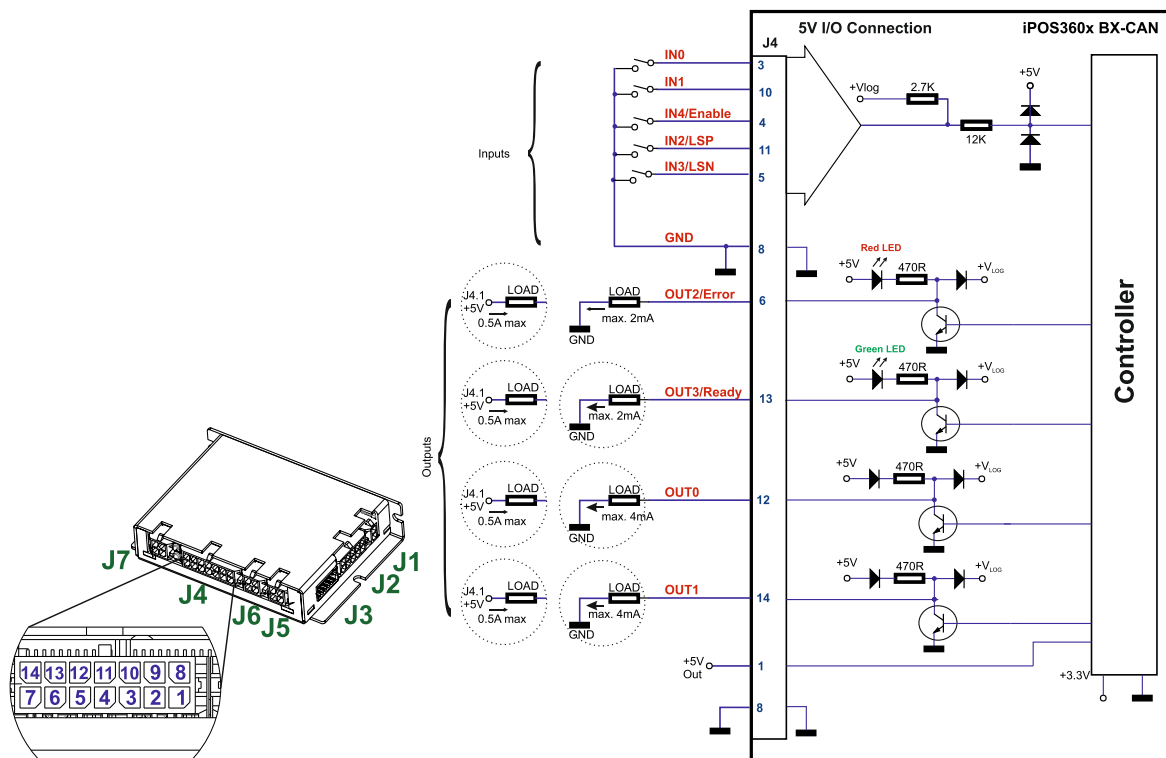 5V I/O Connection
iPOS360x BX-CAN
J4
Inputs
IN0
3
IN1
10
IN4/Enable
4
IN2/LSP
11
IN3/LSN
5
GND
8
+Vlog
2.7K
12K
+5V
Controller
Outputs
J4.1
+5V
LOAD
0.5A max
LOAD
max. 2mA
GND
OUT2/Error
6
Red LED
+5V
470R
+VLOG
J4.1
+5V
LOAD
0.5A max
LOAD
max. 2mA
GND
OUT3/Ready
13
Green LED
+5V
470R
+VLOG
J4.1
+5V
LOAD
0.5A max
LOAD
max. 4mA
GND
OUT0
12
+5V
470R
+VLOG
J4.1
+5V
LOAD
0.5A max
LOAD
max. 4mA
GND
OUT1
14
+5V
470R
+VLOG
+5V
Out
1
8
+3.3V
J7
J4
J6
J5
J3
J2
J1
14 13 12 11 10 9 8
7 6 5 4 3 2 1